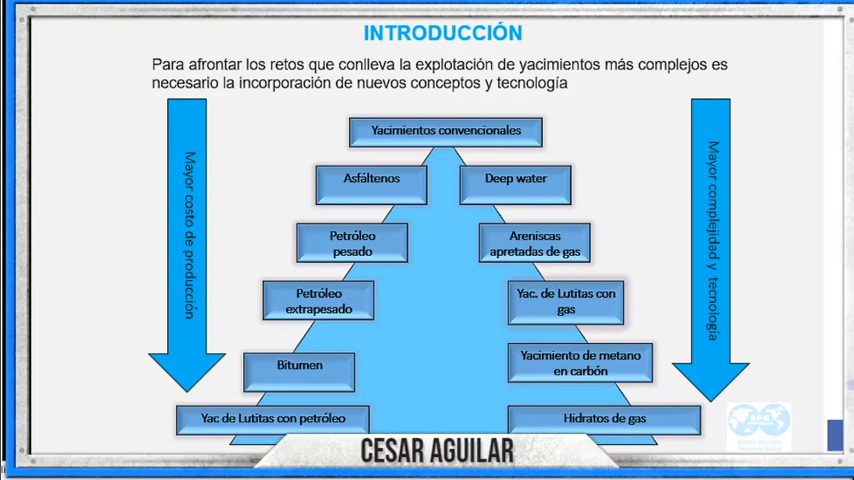 INTRODUCCIÓN
Para afrontar los retos que conlleva la explotación de yacimientos más complejos es
necesario la incorporación de nuevos conceptos y tecnología
Mayor costo de producción
Mayor complejidad y tecnología
Yacimientos convencionales
Asfáltenos
Deep water
Petróleo
pesado
Areniscas
apretadas de gas
Petróleo
extrapesado
Yac. de Lutitas con
gas
Bitumen
Yacimiento de metano
en carbón
Yac de Lutitas con petróleo
Hidratos de gas
SPE
CESAR AGUILAR